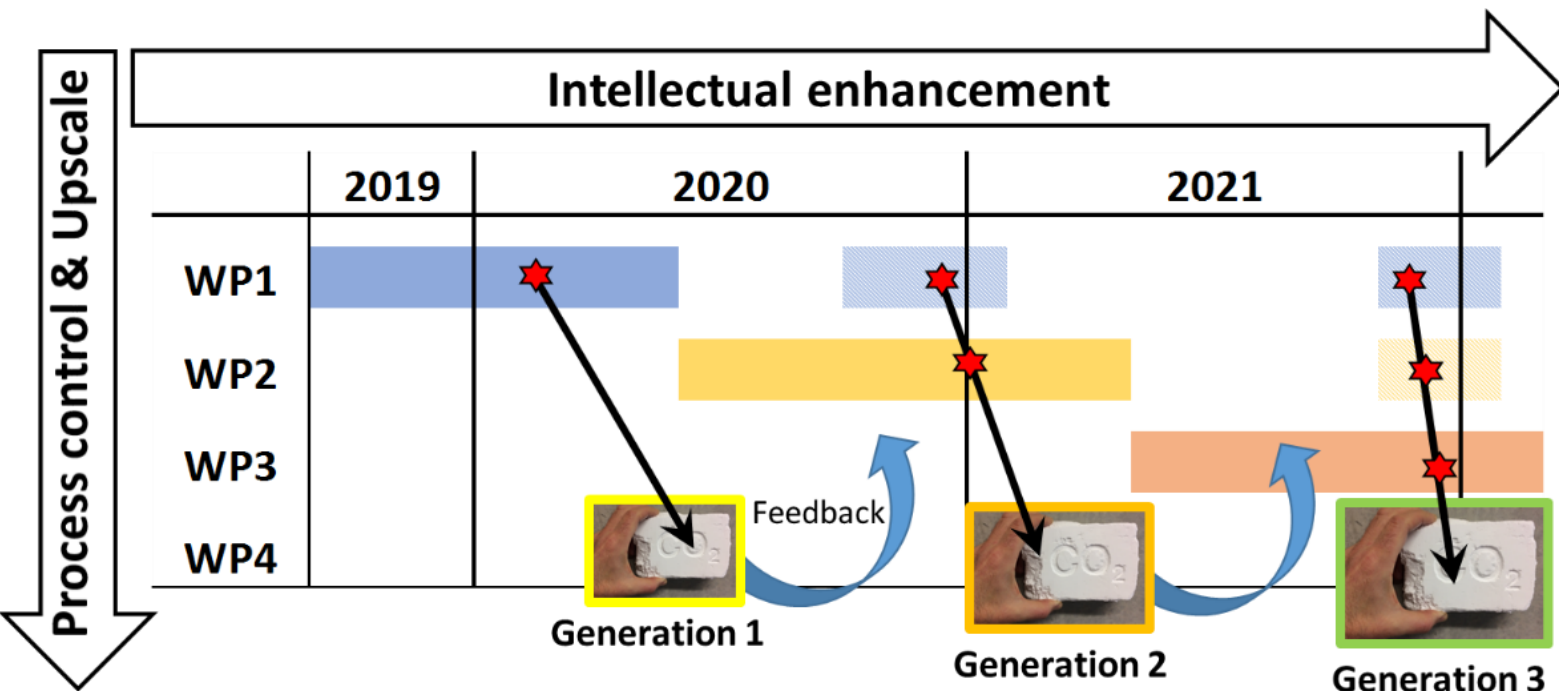 Intellectual enhancement
Process control & Upscale
2019 2020 2021
WP1
WP2
WP3
Feedback
WP4
CO2
CO2
CO2
Generation 1
Generation 2
Generation 3